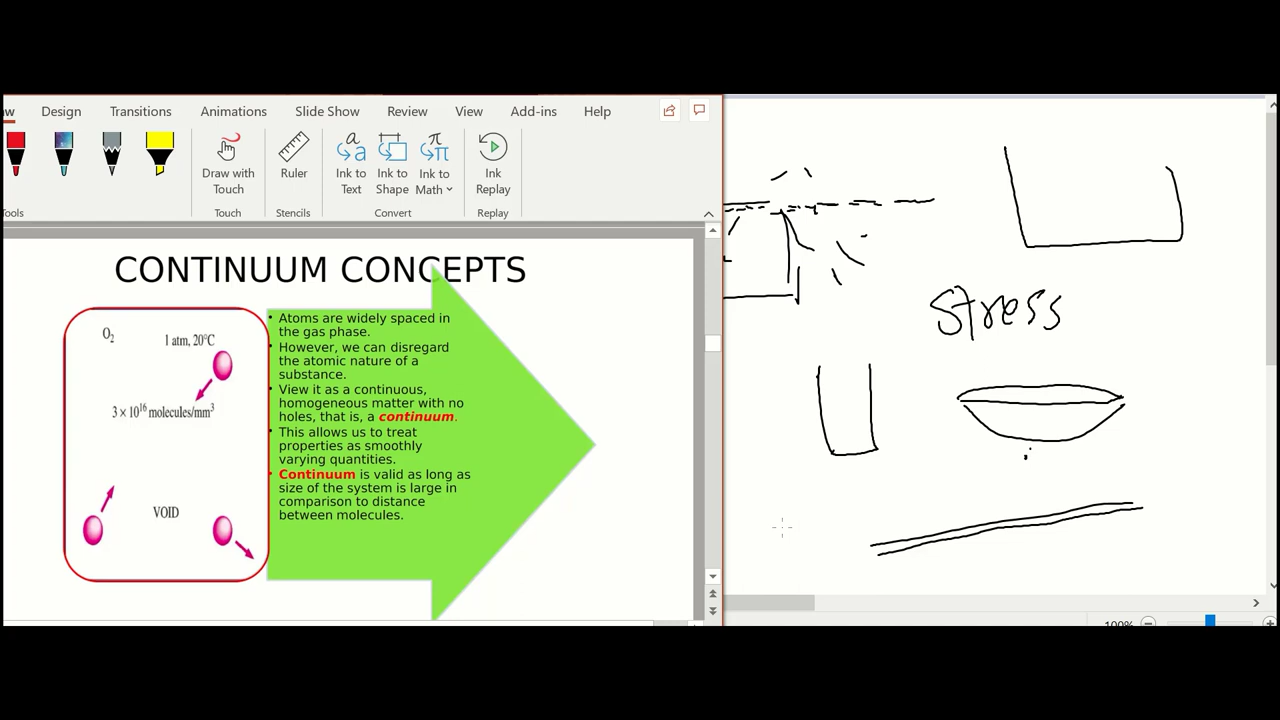 Design Transitions Animations Slide Show Review View Add-ins Help
Draw with
Touch
Ruler
a
a
Ink to
Text
Ink to
Shape
π
π
Ink to
Math
Ink
Replay
Touch
Stencils
Convert
Replay
CONTINUUM CONCEPTS
O2
1 atm, 20°C
3 × 10^16 molecules/mm^3
VOID
• Atoms are widely spaced in
the gas phase.
• However, we can disregard
the atomic nature of a
substance.
• View it as a continuous,
homogeneous matter with no
holes, that is, a continuum.
• This allows us to treat
properties as smoothly
varying quantities.
• Continuum is valid as long as
size of the system is large in
comparison to distance
between molecules.
Stress
100%